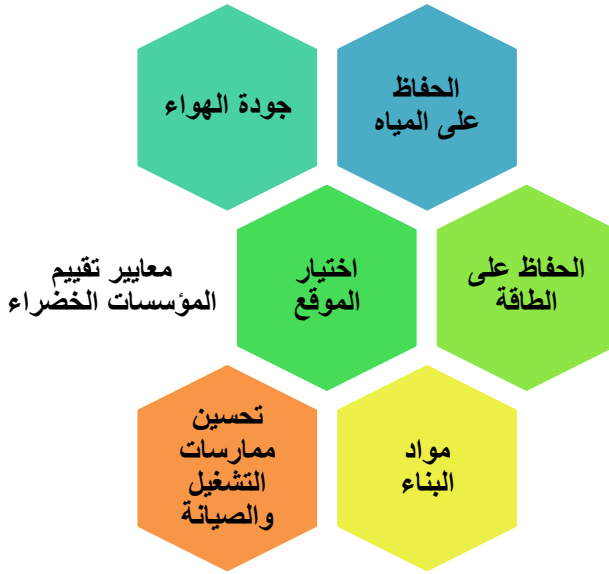 الحفاظ
على المياه
جودة الهواء
الحفاظ على
الطاقة
اختيار
الموقع
معايير تقييم
المؤسسات الخضراء
مواد
البناء
تحسين
ممارسات
التشغيل
والصيانة